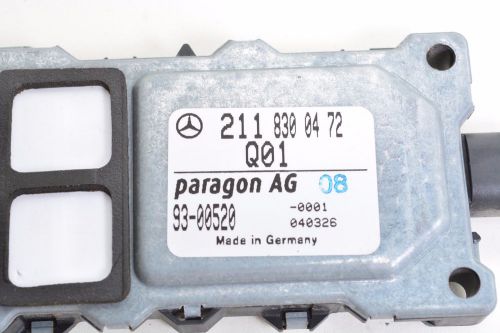 211 830 04 72
Q01
paragon AG 08
93-00520 -0001
040326
Made in Germany